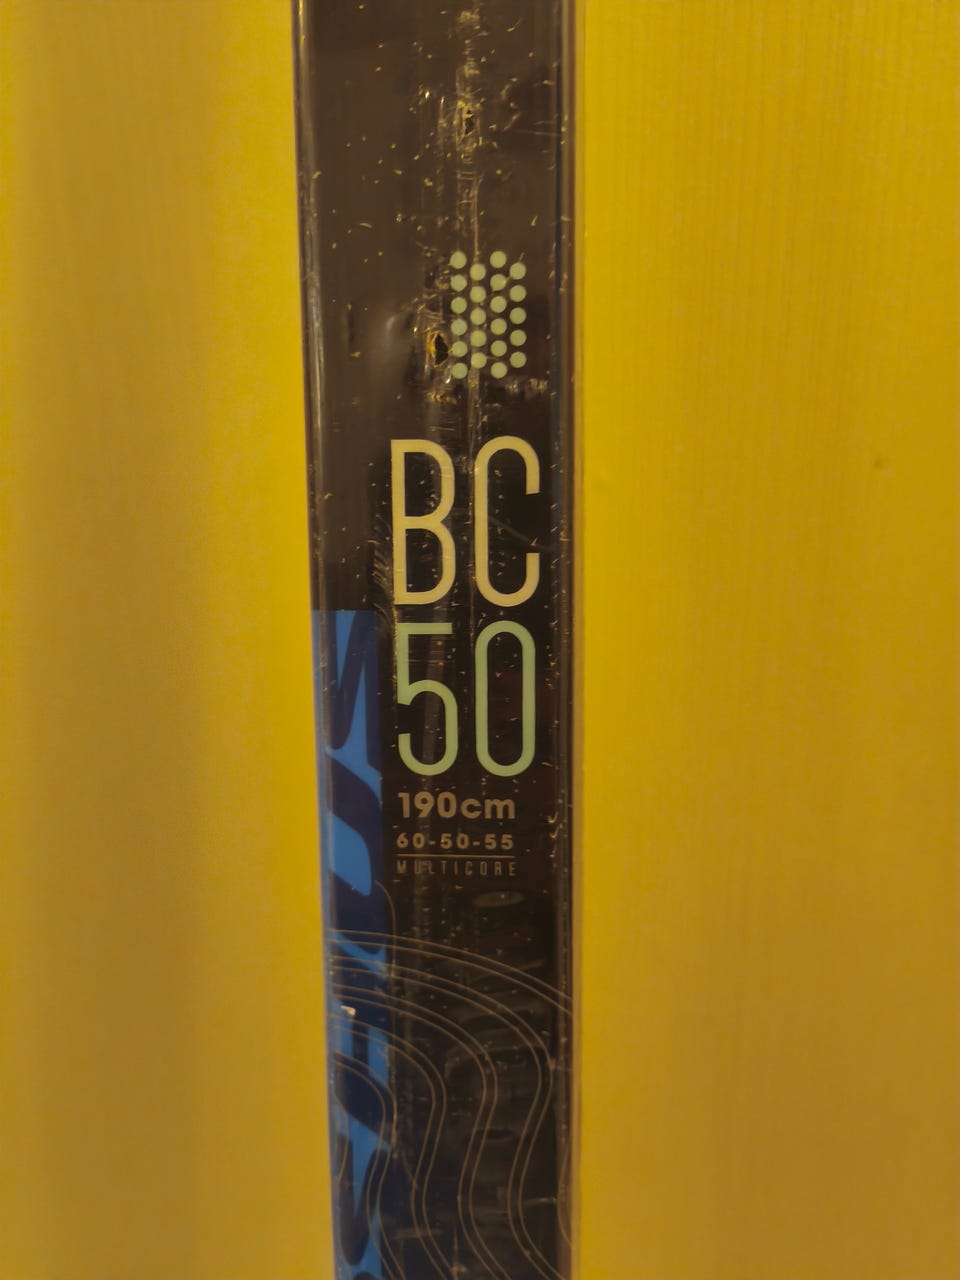 BC
50
190cm
60-50-55
MULTICORE